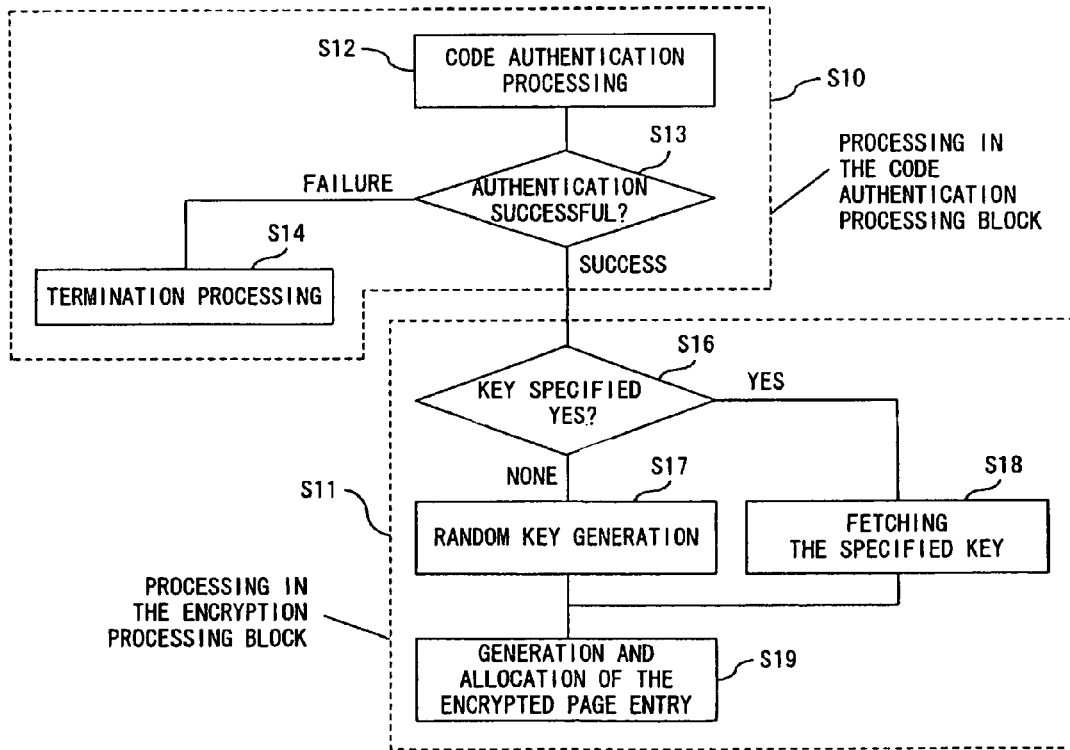 S12
CODE AUTHENTICATION
PROCESSING
S10
S13
PROCESSING IN
THE CODE
AUTHENTICATION
PROCESSING BLOCK
FAILURE
AUTHENTICATION
SUCCESSFUL?
S14
TERMINATION PROCESSING
SUCCESS
S16
KEY SPECIFIED
YES?
YES
NONE
S17
S18
S11
RANDOM KEY GENERATION
FETCHING
THE SPECIFIED KEY
PROCESSING IN
THE ENCRYPTION
PROCESSING BLOCK
GENERATION AND
ALLOCATION OF THE
ENCRYPTED PAGE ENTRY
S19